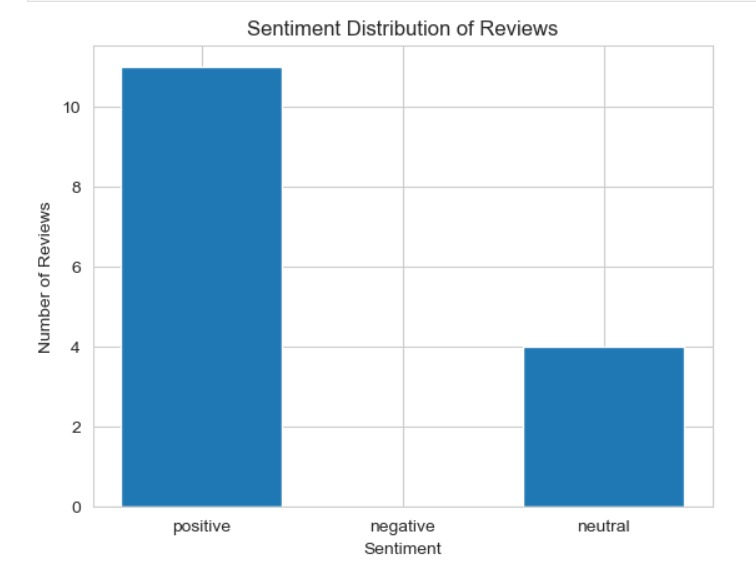 Sentiment Distribution of Reviews
10
8
6
4
2
0
Number of Reviews
positive negative neutral
Sentiment